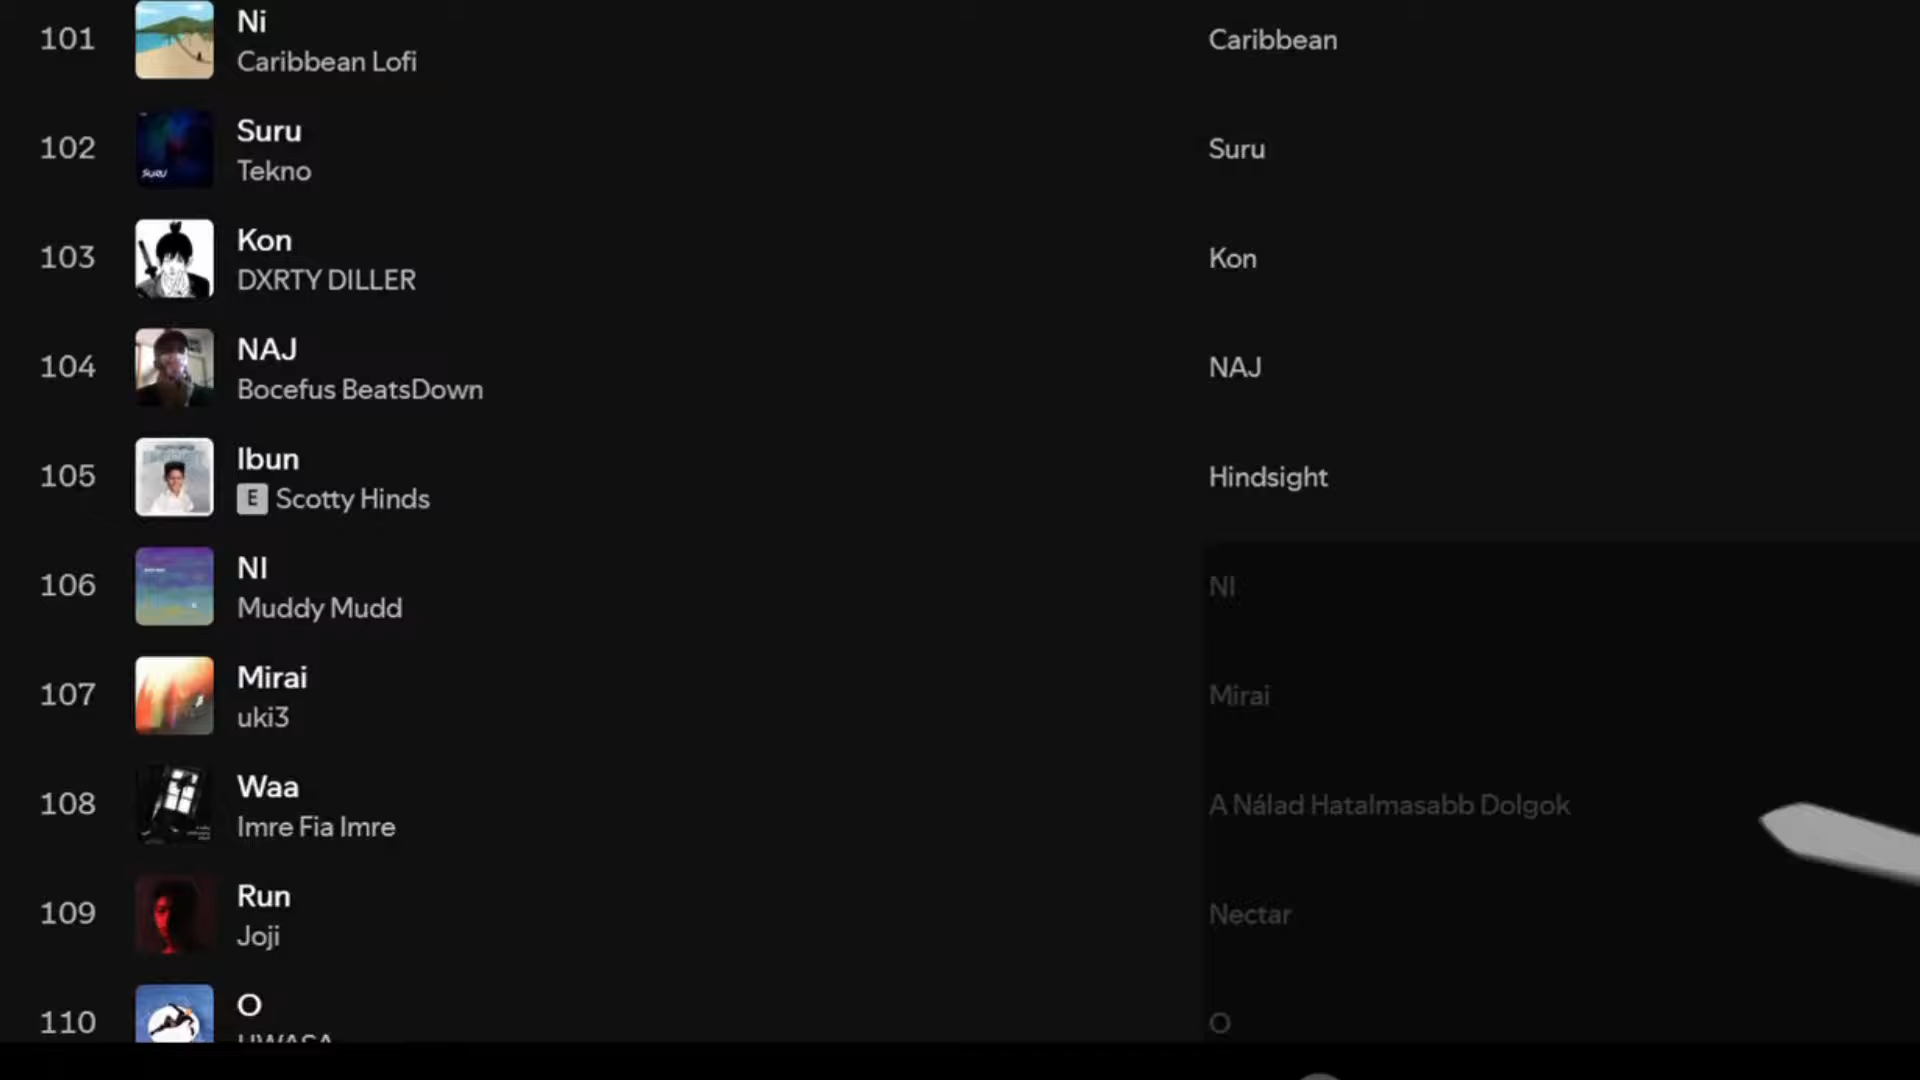 101
Ni
Caribbean Lofi
Caribbean
102
Suru
Tekno
Suru
103
Kon
DXRTY DILLER
Kon
104
NAJ
Bocefus BeatsDown
NAJ
105
Ibun
E Scotty Hinds
Hindsight
106
NI
Muddy Mudd
NI
107
Mirai
uki3
Mirai
108
Waa
Imre Fia Imre
A Nálad Hatalmasabb Dolgok
109
Run
Joji
Nectar
110
O
O